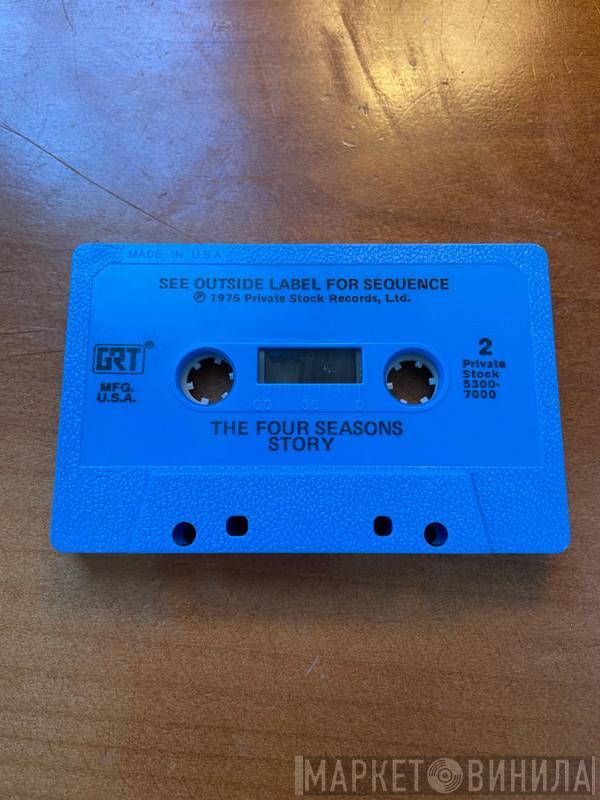 MADE IN USA
SEE OUTSIDE LABEL FOR SEQUENCE
℗ 1975 Private Stock Records, Ltd.
GRT®
MFG.
U.S.A.
2
Private
Stock
5300-
7000
100 50 0
THE FOUR SEASONS
STORY
МАРКЕТ ВИНИЛА